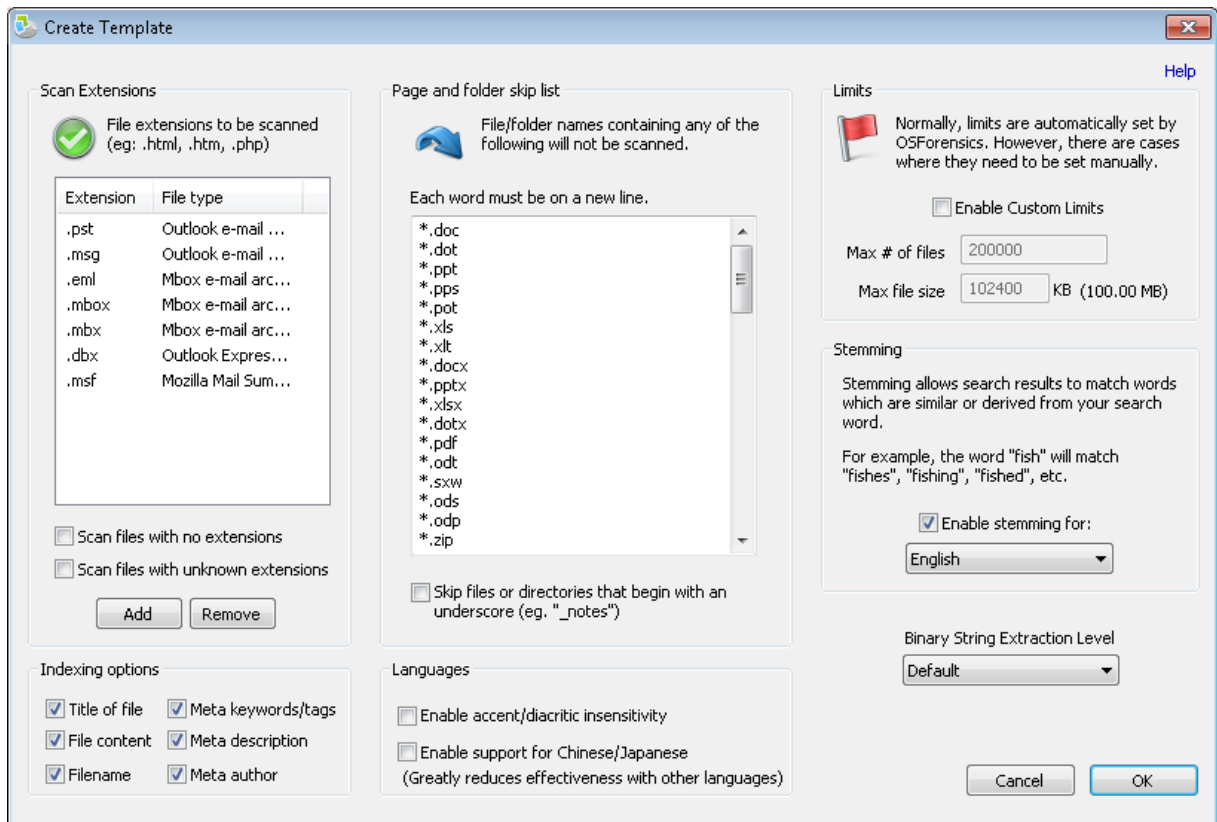 Create Template
Help
Scan Extensions
File extensions to be scanned
(eg: .html, .htm, .php)
Extension File type
.pst Outlook e-mail ...
.msg Outlook e-mail ...
.eml Mbox e-mail arc...
.mbox Mbox e-mail arc...
.mbx Mbox e-mail arc...
.dbx Outlook Expres...
.msf Mozilla Mail Sum...
Scan files with no extensions
Scan files with unknown extensions
Add Remove
Indexing options
Title of file Meta keywords/tags
File content Meta description
Filename Meta author
Page and folder skip list
File/folder names containing any of the
following will not be scanned.
Each word must be on a new line.
*.doc
*.dot
*.ppt
*.pps
*.pot
*.xls
*.xlt
*.docx
*.pptx
*.xlsx
*.dotx
*.pdf
*.odt
*.sxw
*.ods
*.odp
*.zip
Skip files or directories that begin with an
underscore (eg. "_notes")
Languages
Enable accent/diacritic insensitivity
Enable support for Chinese/Japanese
(Greatly reduces effectiveness with other languages)
Limits
Normally, limits are automatically set by
OSForensics. However, there are cases
where they need to be set manually.
Enable Custom Limits
Max # of files 200000
Max file size 102400 KB (100.00 MB)
Stemming
Stemming allows search results to match words
which are similar or derived from your search
word.
For example, the word "fish" will match
"fishes", "fishing", "fished", etc.
Enable stemming for:
English
Binary String Extraction Level
Default
Cancel OK